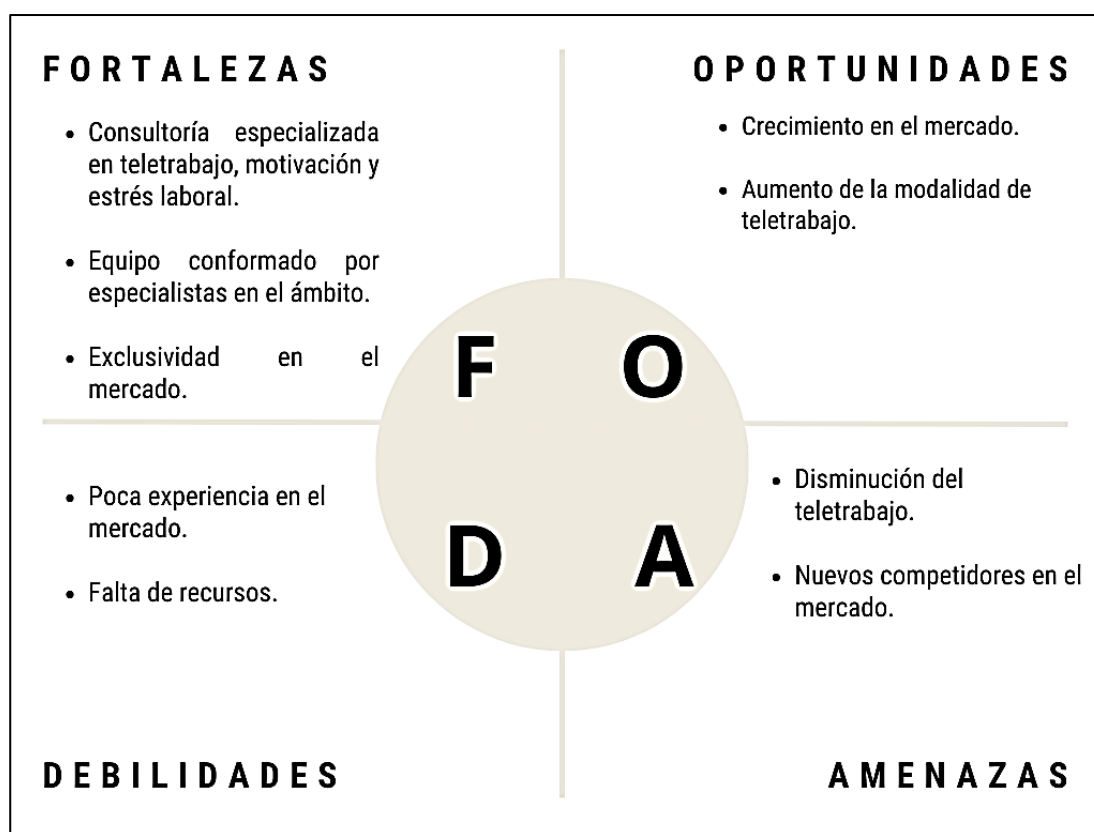 FORTALEZAS
• Consultoría especializada
en teletrabajo, motivación y
estrés laboral.
• Equipo conformado por
especialistas en el ámbito.
• Exclusividad en el
mercado.
OPORTUNIDADES
• Crecimiento en el mercado.
• Aumento de la modalidad de
teletrabajo.
F O
D A
• Poca experiencia en el
mercado.
• Falta de recursos.
DEBILIDADES
• Disminución del
teletrabajo.
• Nuevos competidores en el
mercado.
AMENAZAS